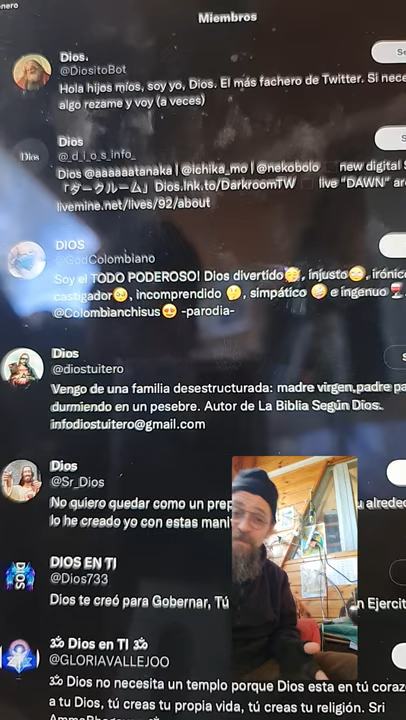 nero
Miembros
Dios.
@DiositoBot
Hola hijos míos, soy yo, Dios. El más fachero de Twitter. Si nece
algo rezame y voy (a veces)
Dios
Dios
@_d_i_o_s_info_
Dios @aaaaaatanaka | @ichika_mo | @nekobolo new digital S
「ダークルーム」Dios.lnk.to/DarkroomTW live "DAWN" ar
livemine.net/lives/92/about
DIOS
@GodColombiano
Soy el TODO PODEROSO! Dios divertido🥳, injusto🙄, irónic
castigador🥺, incomprendido 🤔, simpático 🤪 e ingenuo 🍷
@Colombianchisus😍 -parodia-
Dios
@diostuitero
Vengo de una familia desestructurada: madre virgen,padre pa
durmiendo en un pesebre. Autor de La Biblia Según Dios.
infodiostuitero@gmail.com
Dios
@Sr_Dios
No quiero quedar como un prep u alrededo
lo he creado yo con estas mani
DIOS EN TI
@Dios733
DIOS
Dios te creó para Gobernar, Tú n Ejercit
🕉 Dios en TI 🕉
@GLORIAVALLEJOO
🕉 Dios no necesita un templo porque Dios esta en tú corazo
a tu Dios, tú creas tu propia vida, tú creas tu religión. Sri